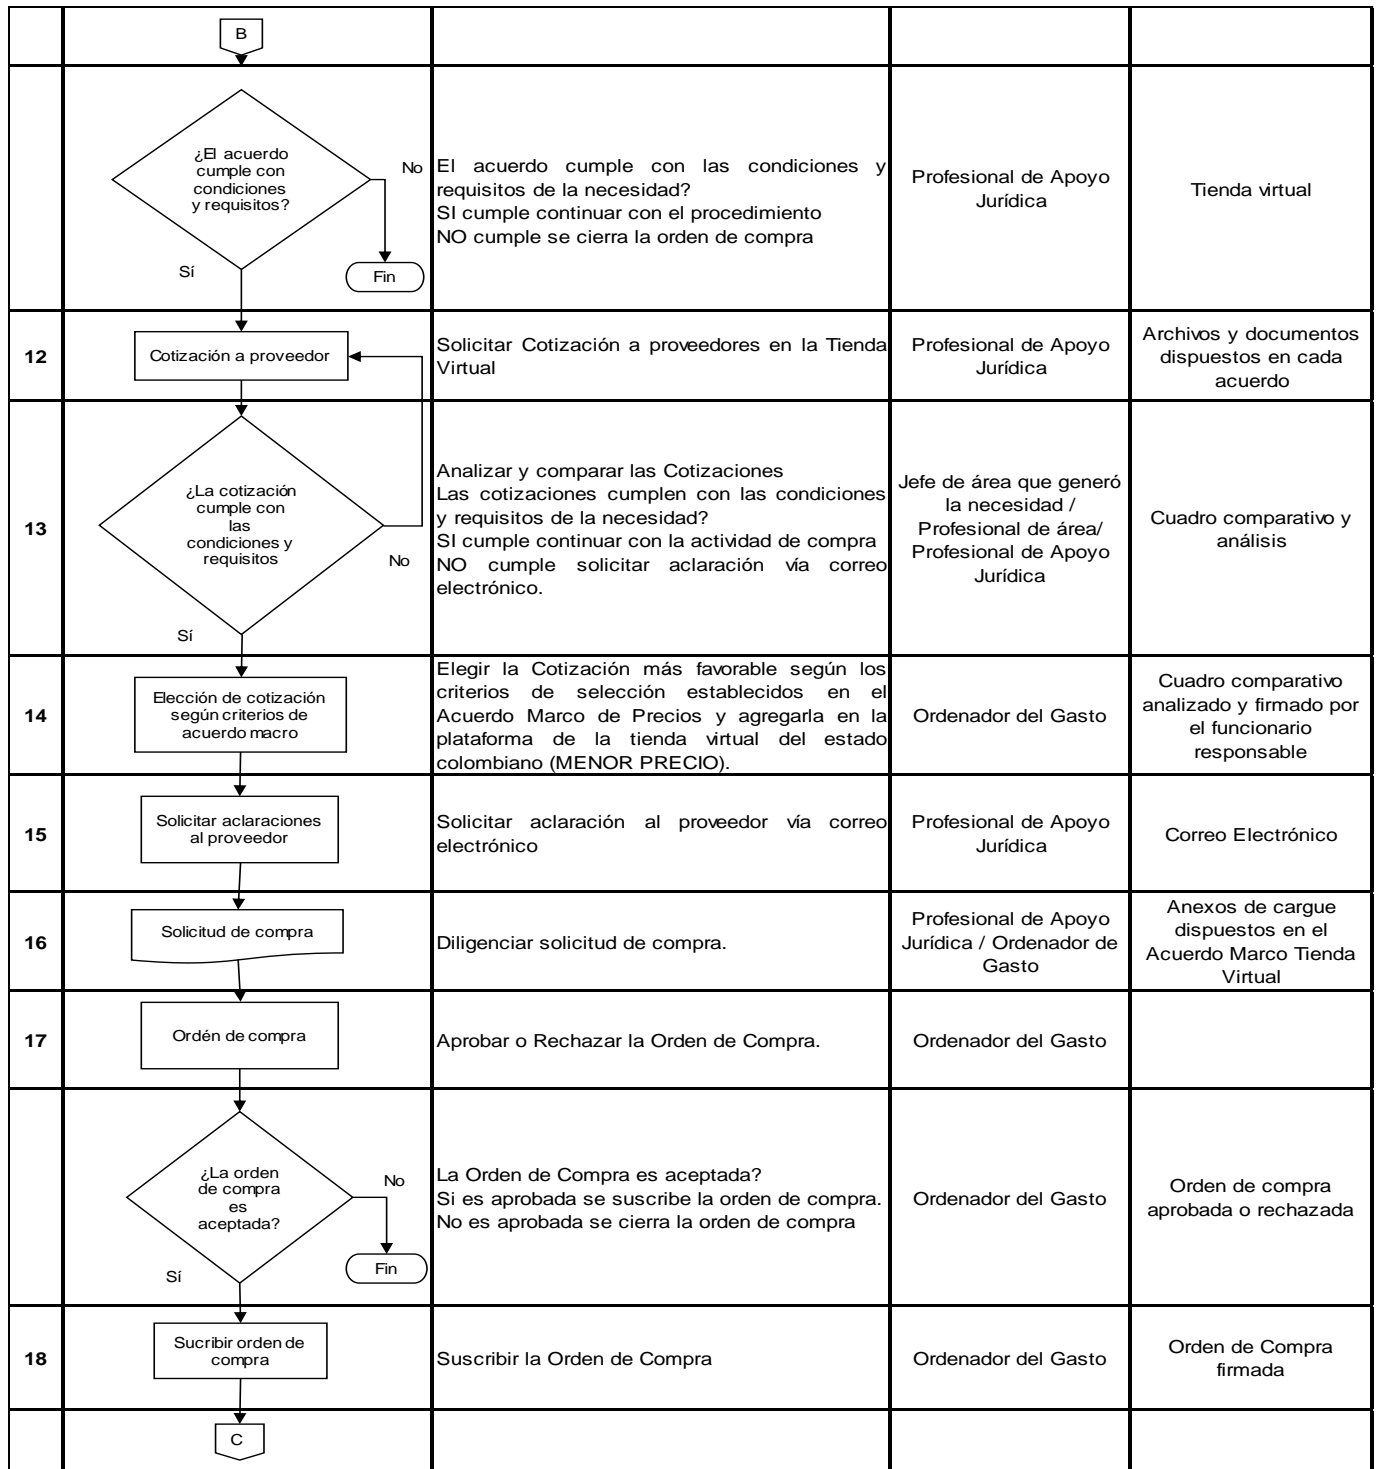 B
¿El acuerdo
cumple con
condiciones
y requisitos?
No
Sí
Fin
El acuerdo cumple con las condiciones y
requisitos de la necesidad?
SI cumple continuar con el procedimiento
NO cumple se cierra la orden de compra
Profesional de Apoyo
Jurídica
Tienda virtual
12
Cotización a proveedor
Solicitar Cotización a proveedores en la Tienda
Virtual
Profesional de Apoyo
Jurídica
Archivos y documentos
dispuestos en cada
acuerdo
13
¿La cotización
cumple con
las
condiciones y
requisitos
No
Sí
Analizar y comparar las Cotizaciones
Las cotizaciones cumplen con las condiciones
y requisitos de la necesidad?
SI cumple continuar con la actividad de compra
NO cumple solicitar aclaración vía correo
electrónico.
Jefe de área que generó
la necesidad /
Profesional de área/
Profesional de Apoyo
Jurídica
Cuadro comparativo y
análisis
14
Elección de cotización
según criterios de
acuerdo macro
Elegir la Cotización más favorable según los
criterios de selección establecidos en el
Acuerdo Marco de Precios y agregarla en la
plataforma de la tienda virtual del estado
colombiano (MENOR PRECIO).
Ordenador del Gasto
Cuadro comparativo
analizado y firmado por
el funcionario
responsable
15
Solicitar aclaraciones
al proveedor
Solicitar aclaración al proveedor vía correo
electrónico
Profesional de Apoyo
Jurídica
Correo Electrónico
16
Solicitud de compra
Diligenciar solicitud de compra.
Profesional de Apoyo
Jurídica / Ordenador de
Gasto
Anexos de cargue
dispuestos en el
Acuerdo Marco Tienda
Virtual
17
Ordén de compra
Aprobar o Rechazar la Orden de Compra.
Ordenador del Gasto
¿La orden
de compra
es
aceptada?
No
Sí
Fin
La Orden de Compra es aceptada?
Si es aprobada se suscribe la orden de compra.
No es aprobada se cierra la orden de compra
Ordenador del Gasto
Orden de compra
aprobada o rechazada
18
Sucribir orden de
compra
Suscribir la Orden de Compra
Ordenador del Gasto
Orden de Compra
firmada
C